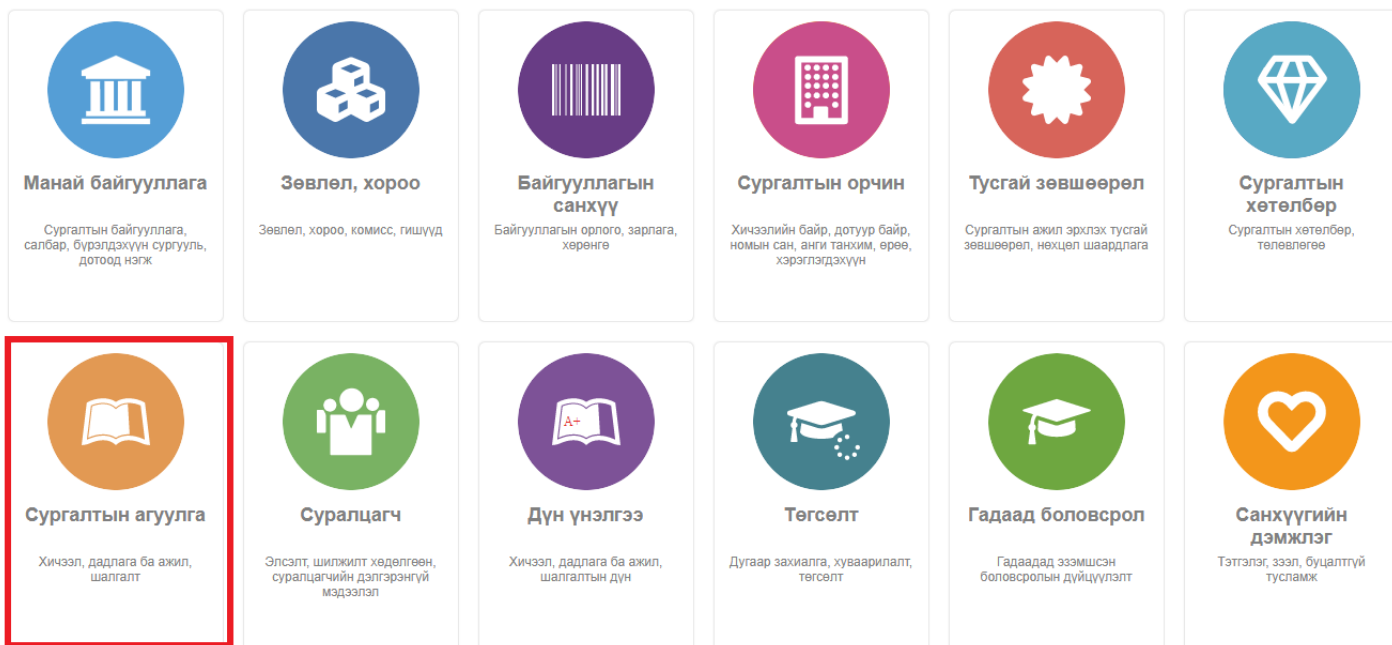 Манай байгууллага
Сургалтын байгууллага,
салбар, бүрэлдэхүүн сургууль,
дотоод нэгж
Зөвлөл, хороо
Зөвлөл, хороо, комисс, гишүүд
Байгууллагын
санхүү
Байгууллагын орлого, зарлага,
хөрөнгө
Сургалтын орчин
Хичээлийн байр, дотуур байр,
номын сан, анги танхим, өрөө,
хэрэглэгдэхүүн
Тусгай зөвшөөрөл
Сургалтын ажил эрхлэх тусгай
зөвшөөрөл, нөхцөл шаардлага
Сургалтын
хөтөлбөр
Сургалтын хөтөлбөр,
төлөвлөгөө
Сургалтын агуулга
Хичээл, дадлага ба ажил,
шалгалт
Суралцагч
Элсэлт, шилжилт хөдөлгөөн,
суралцагчийн дэлгэрэнгүй
мэдээлэл
A+
Дүн үнэлгээ
Хичээл, дадлага ба ажил,
шалгалтын дүн
Төгсөлт
Дугаар захиалга, хуваарилалт,
төгсөлт
Гадаад боловсрол
Гадаадад эзэмшсэн
боловсролын дүйцүүлэлт
Санхүүгийн
дэмжлэг
Тэтгэлэг, зээл, буцалтгүй
тусламж